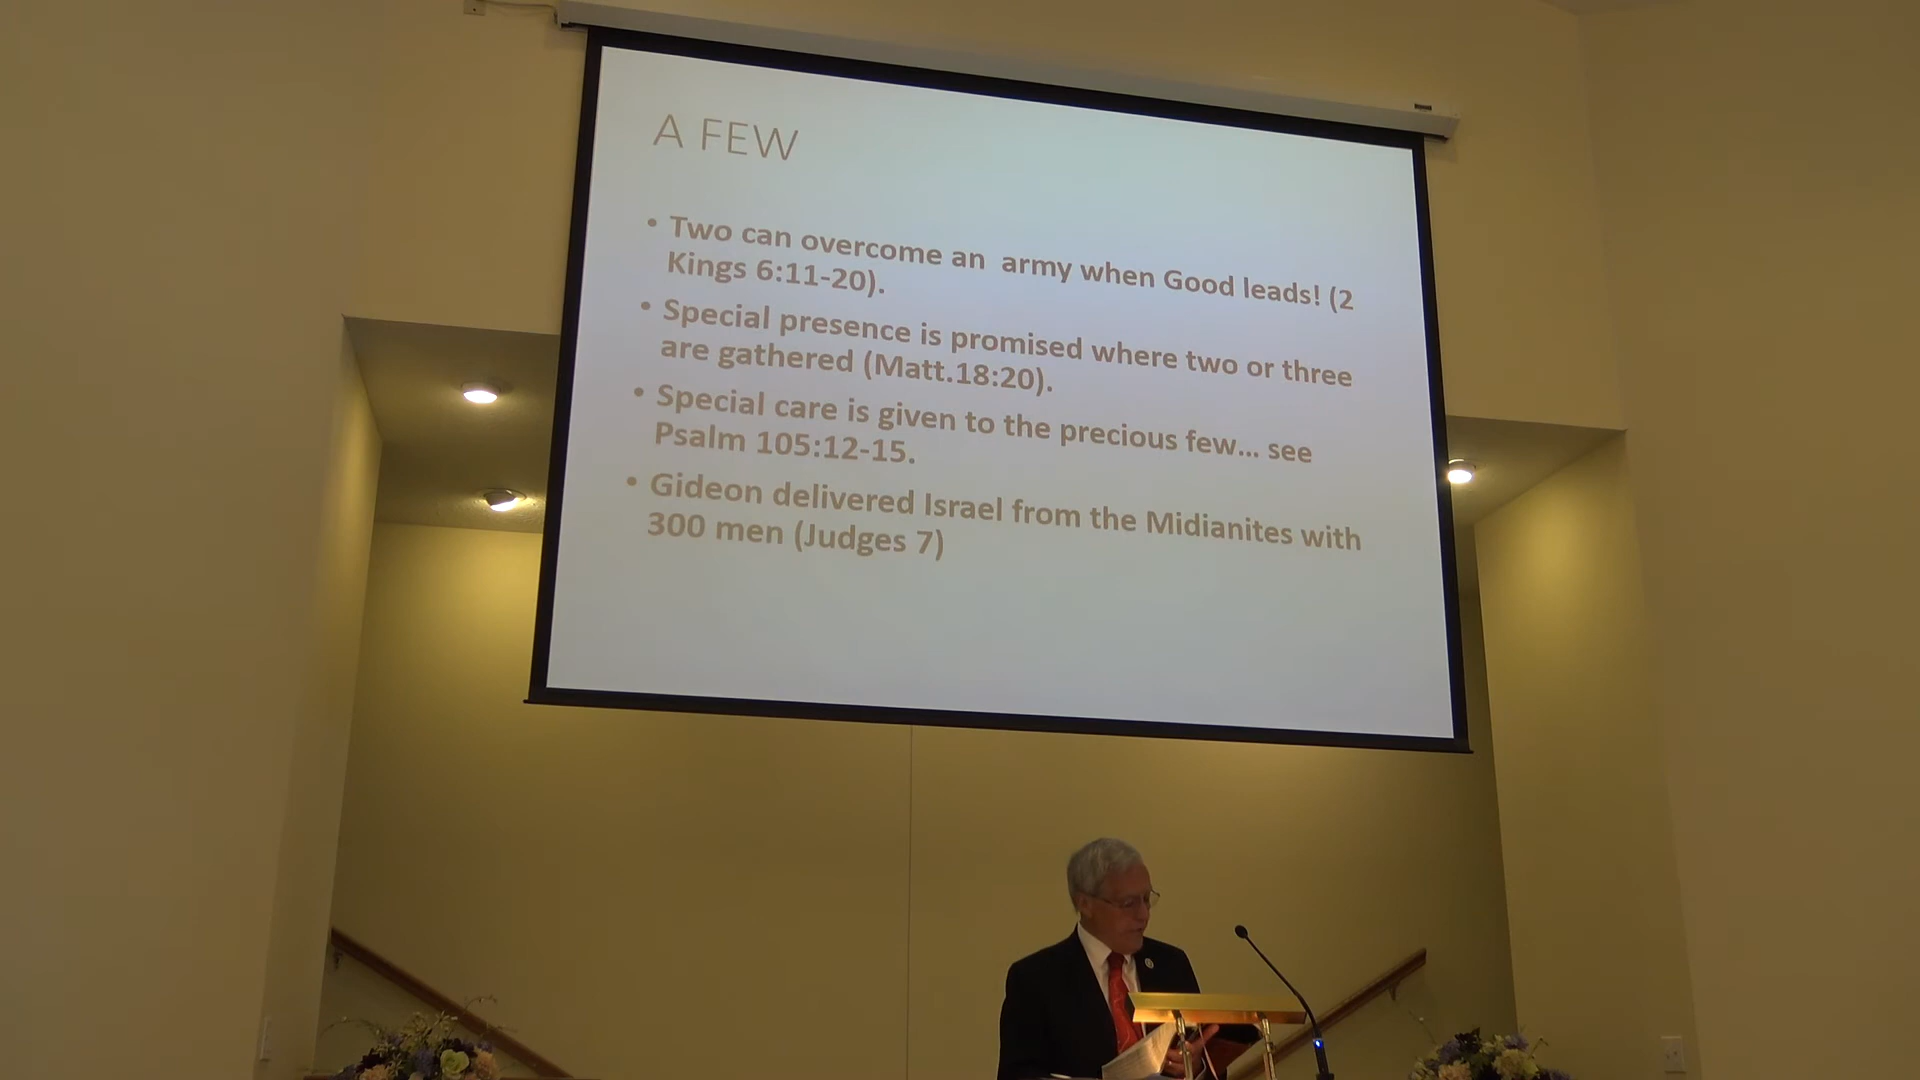 A FEW
• Two can overcome an army when Good leads! (2
Kings 6:11-20).
• Special presence is promised where two or three
are gathered (Matt.18:20).
• Special care is given to the precious few... see
Psalm 105:12-15.
• Gideon delivered Israel from the Midianites with
300 men (Judges 7)